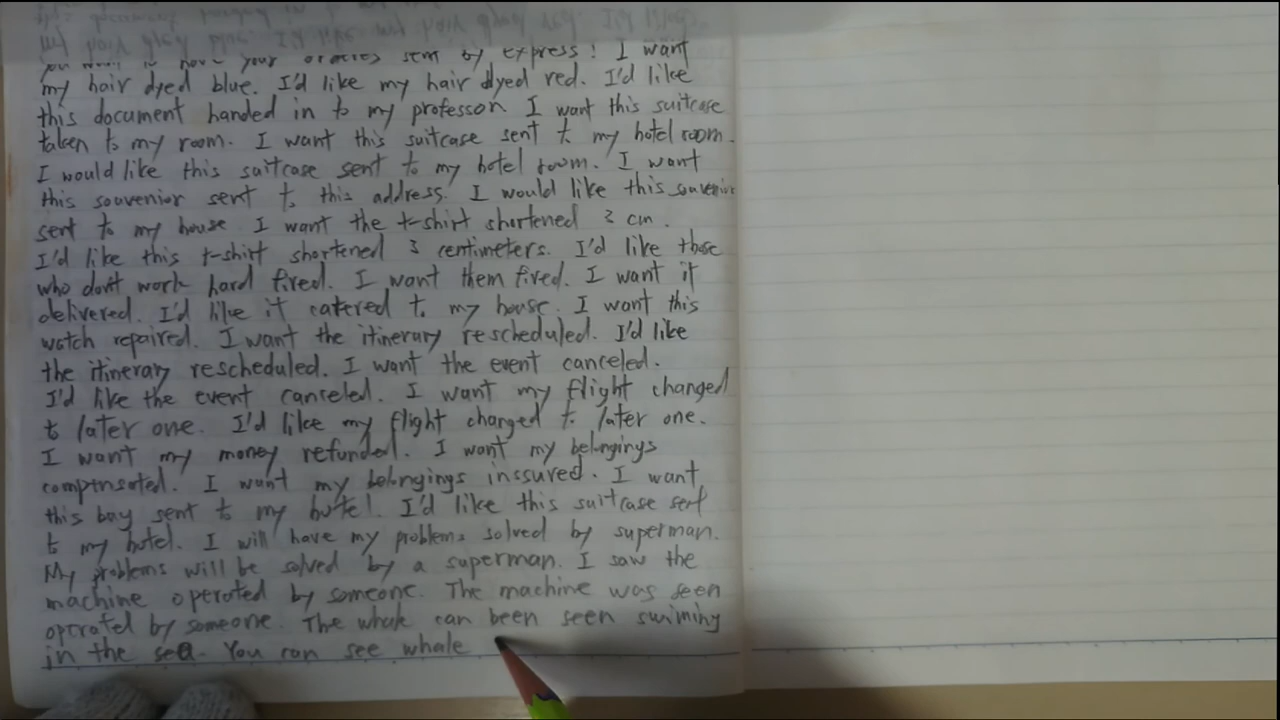 you want to have your orders sent by express! I want
my hair dyed blue. I'd like my hair dyed red. I'd like
this document handed in to my professor I want this suitcase
taken to my room. I want this suitcase sent to my hotel room.
I would like this suitcase sent to my hotel room. I want
this souvenior sent to this address. I would like this souvenior
sent to my house I want the t-shirt shortened 3 cm.
I'd like this t-shirt shortened 3 centimeters. I'd like those
who don't work hard fired. I want them fired. I want it
delivered. I'd like it catered to my house. I want this
watch repaired. I want the itinerary rescheduled. I'd like
the itinerary rescheduled. I want the event canceled.
I'd like the event canceled. I want my flight changed
to later one. I'd like my flight changed to later one.
I want my money refunded. I want my belongings
compensated. I want my belongings inssured. I want
this bag sent to my hotel. I'd like this suitcase sent
to my hotel. I will have my problems solved by superman.
My problems will be solved by a superman. I saw the
machine operated by someone. The machine was seen
operated by someone. The whale can been seen swiming
in the sea. You can see whale